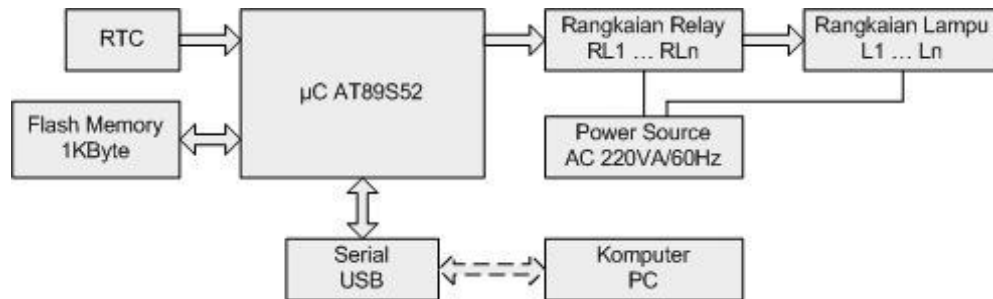 RTC
Flash Memory
1KByte
µC AT89S52
Rangkaian Relay
RL1 ... RLn
Rangkaian Lampu
L1 ... Ln
Power Source
AC 220VA/60Hz
Serial
USB
Komputer
PC